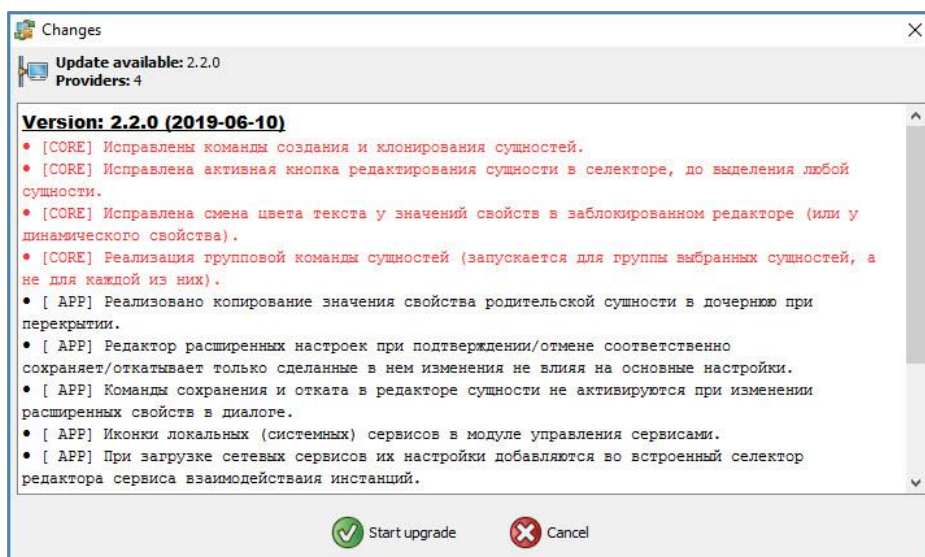 Changes
Update available: 2.2.0
Providers: 4
Version: 2.2.0 (2019-06-10)
• [CORE] Исправлены команды создания и клонирования сущностей.
• [CORE] Исправлена активная кнопка редактирования сущности в селекторе, до выделения любой
сущности.
• [CORE] Исправлена смена цвета текста у значений свойств в заблокированном редакторе (или у
динамического свойства).
• [CORE] Реализация групповой команды сущностей (запускается для группы выбранных сущностей, а
не для каждой из них).
• [ APP] Реализовано копирование значения свойства родительской сущности в дочернюю при
перекрытии.
• [ APP] Редактор расширенных настроек при подтверждении/отмене соответственно
сохраняет/откатывает только сделанные в нем изменения не влияя на основные настройки.
• [ APP] Команды сохранения и отката в редакторе сущности не активируются при изменении
расширенных свойств в диалоге.
• [ APP] Иконки локальных (системных) сервисов в модуле управления сервисами.
• [ APP] При загрузке сетевых сервисов их настройки добавляются во встроенный селектор
редактора сервиса взаимодействаия инстанций.
Start upgrade
Cancel